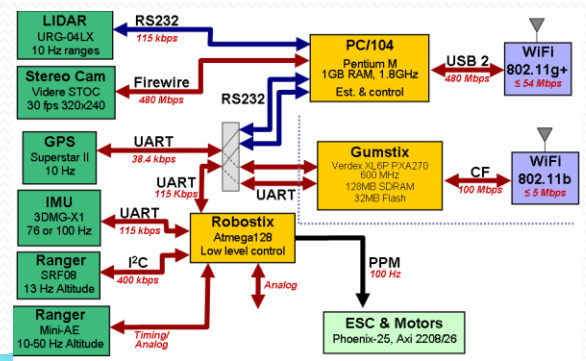 LIDAR
URG-04LX
10 Hz ranges
RS232
115 kbps
Stereo Cam
Videre STOC
30 fps 320x240
Firewire
480 Mbps
PC/104
Pentium M
1GB RAM, 1.8GHz
Est. & control
USB 2
480 Mbps
WiFi
802.11g+
≤ 54 Mbps
RS232
GPS
Superstar II
10 Hz
UART
38.4 kbps
UART
115 Kbps
UART
Gumstix
Verdex XL6P PXA270
600 MHz
128MB SDRAM
32MB Flash
CF
100 Mbps
WiFi
802.11b
≤ 5 Mbps
IMU
3DMG-X1
76 or 100 Hz
UART
115 kbps
Robostix
Atmega128
Low level control
Ranger
SRF08
13 Hz Altitude
I²C
400 kbps
PPM
100 Hz
Analog
Ranger
Mini-AE
10-50 Hz Altitude
Timing/
Analog
ESC & Motors
Phoenix-25, Axi 2208/26